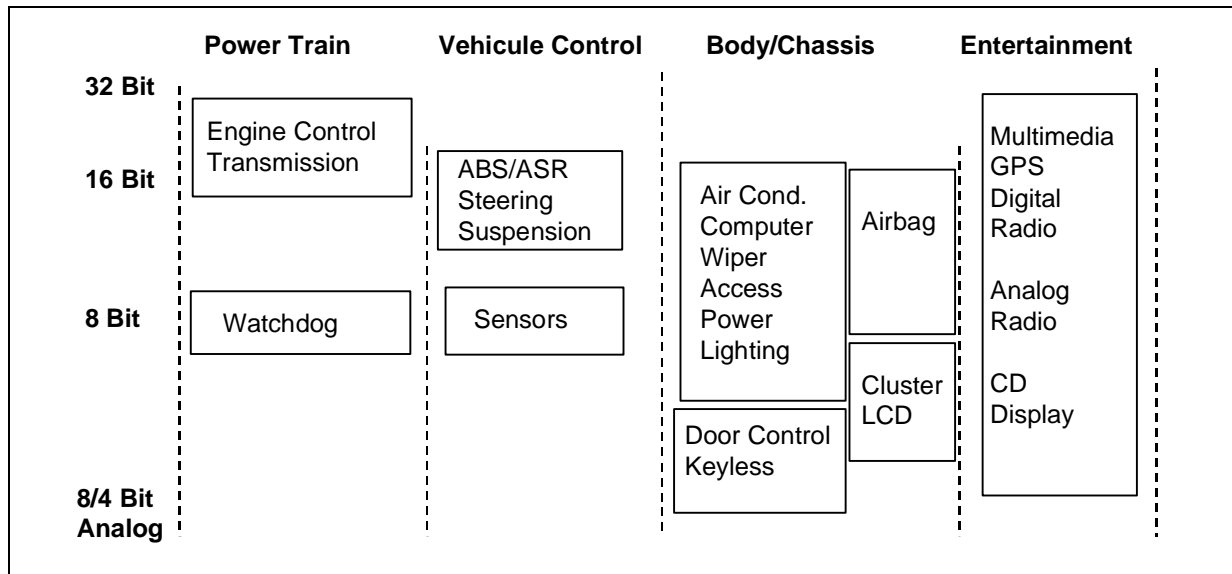 Power Train
Vehicule Control
Body/Chassis
Entertainment
32 Bit
16 Bit
8 Bit
8/4 Bit
Analog
Engine Control
Transmission
Watchdog
ABS/ASR
Steering
Suspension
Sensors
Air Cond.
Computer
Wiper
Access
Power
Lighting
Door Control
Keyless
Airbag
Cluster
LCD
Multimedia
GPS
Digital
Radio
Analog
Radio
CD
Display